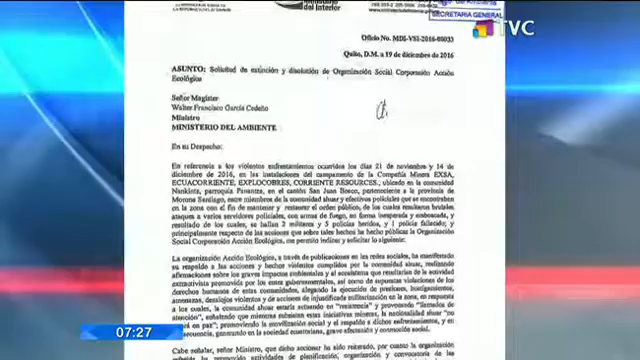 del Interior
SECRETARIA GENERAL
TVC
Oficio No. MDI-VSI-2016-00033
Quito, D.M. a 19 de diciembre de 2016
ASUNTO: Solicitud de extinción y disolución de Organización Social Corporación Acción
Ecológica
Señor Magister
Walter Francisco García Cedeño
Ministro
MINISTERIO DEL AMBIENTE
En su Despacho:
En referencia a los violentos enfrentamientos ocurridos los días 21 de noviembre y 14 de
diciembre de 2016, en las instalaciones del campamento de la Compañía Minera EXSA,
ECUACORRIENTE, EXPLOCOBRES, CORRIENTE RESOURCES., ubicado en la comunidad
Nankints, parroquia Panantza, en el cantón San Juan Bosco, perteneciente a la provincia de
Morona Santiago, entre miembros de la comunidad shuar y efectivos policiales que se encontraban
en la zona con el fin de mantener y restaurar el orden público, de los cuales resultaron brutales
ataques a varios servidores policiales, con armas de fuego, en forma temprana y emboscada, y
resultado de los cuales, se hallan 2 militares y 5 policías heridos, y 1 policía fallecido; y
principalmente respecto de las acciones que sobre tales hechos ha hecho públicas la Organización
Social Corporación Acción Ecológica, me permito indicar y solicitar lo siguiente:
La organización Acción Ecológica, a través de publicaciones en las redes sociales, ha manifestado
su respaldo a las acciones y hechos violentos cumplidos por la comunidad shuar, realizando
afirmaciones sobre los graves impactos ambientales y al ecosistema que resultarían de la actividad
extractivista promovida por los entes gubernamentales, así como de supuestas violaciones de los
derechos humanos de estas comunidades, alegando la ejecución de presiones, hostigamientos,
amenazas, desalojos violentos y de acciones de injustificada militarización en la zona, en respuesta
a los cuales, la comunidad shuar estaría actuando en "resistencia" y provocando "llamados de
atención", señalando que mientras subsistan estas iniciativas mineras, la nacionalidad shuar "no
en paz"; promoviendo la movilización social y el respaldo a dichos enfrentamientos, y en
generando en la sociedad ecuatoriana, grave afectación y conmoción social.
07:27
Cabe señalar, señor Ministro, que dicho accionar ha sido reiterado, por cuanto la organización
promovido actividades de planificación, organización y convocatoria de las